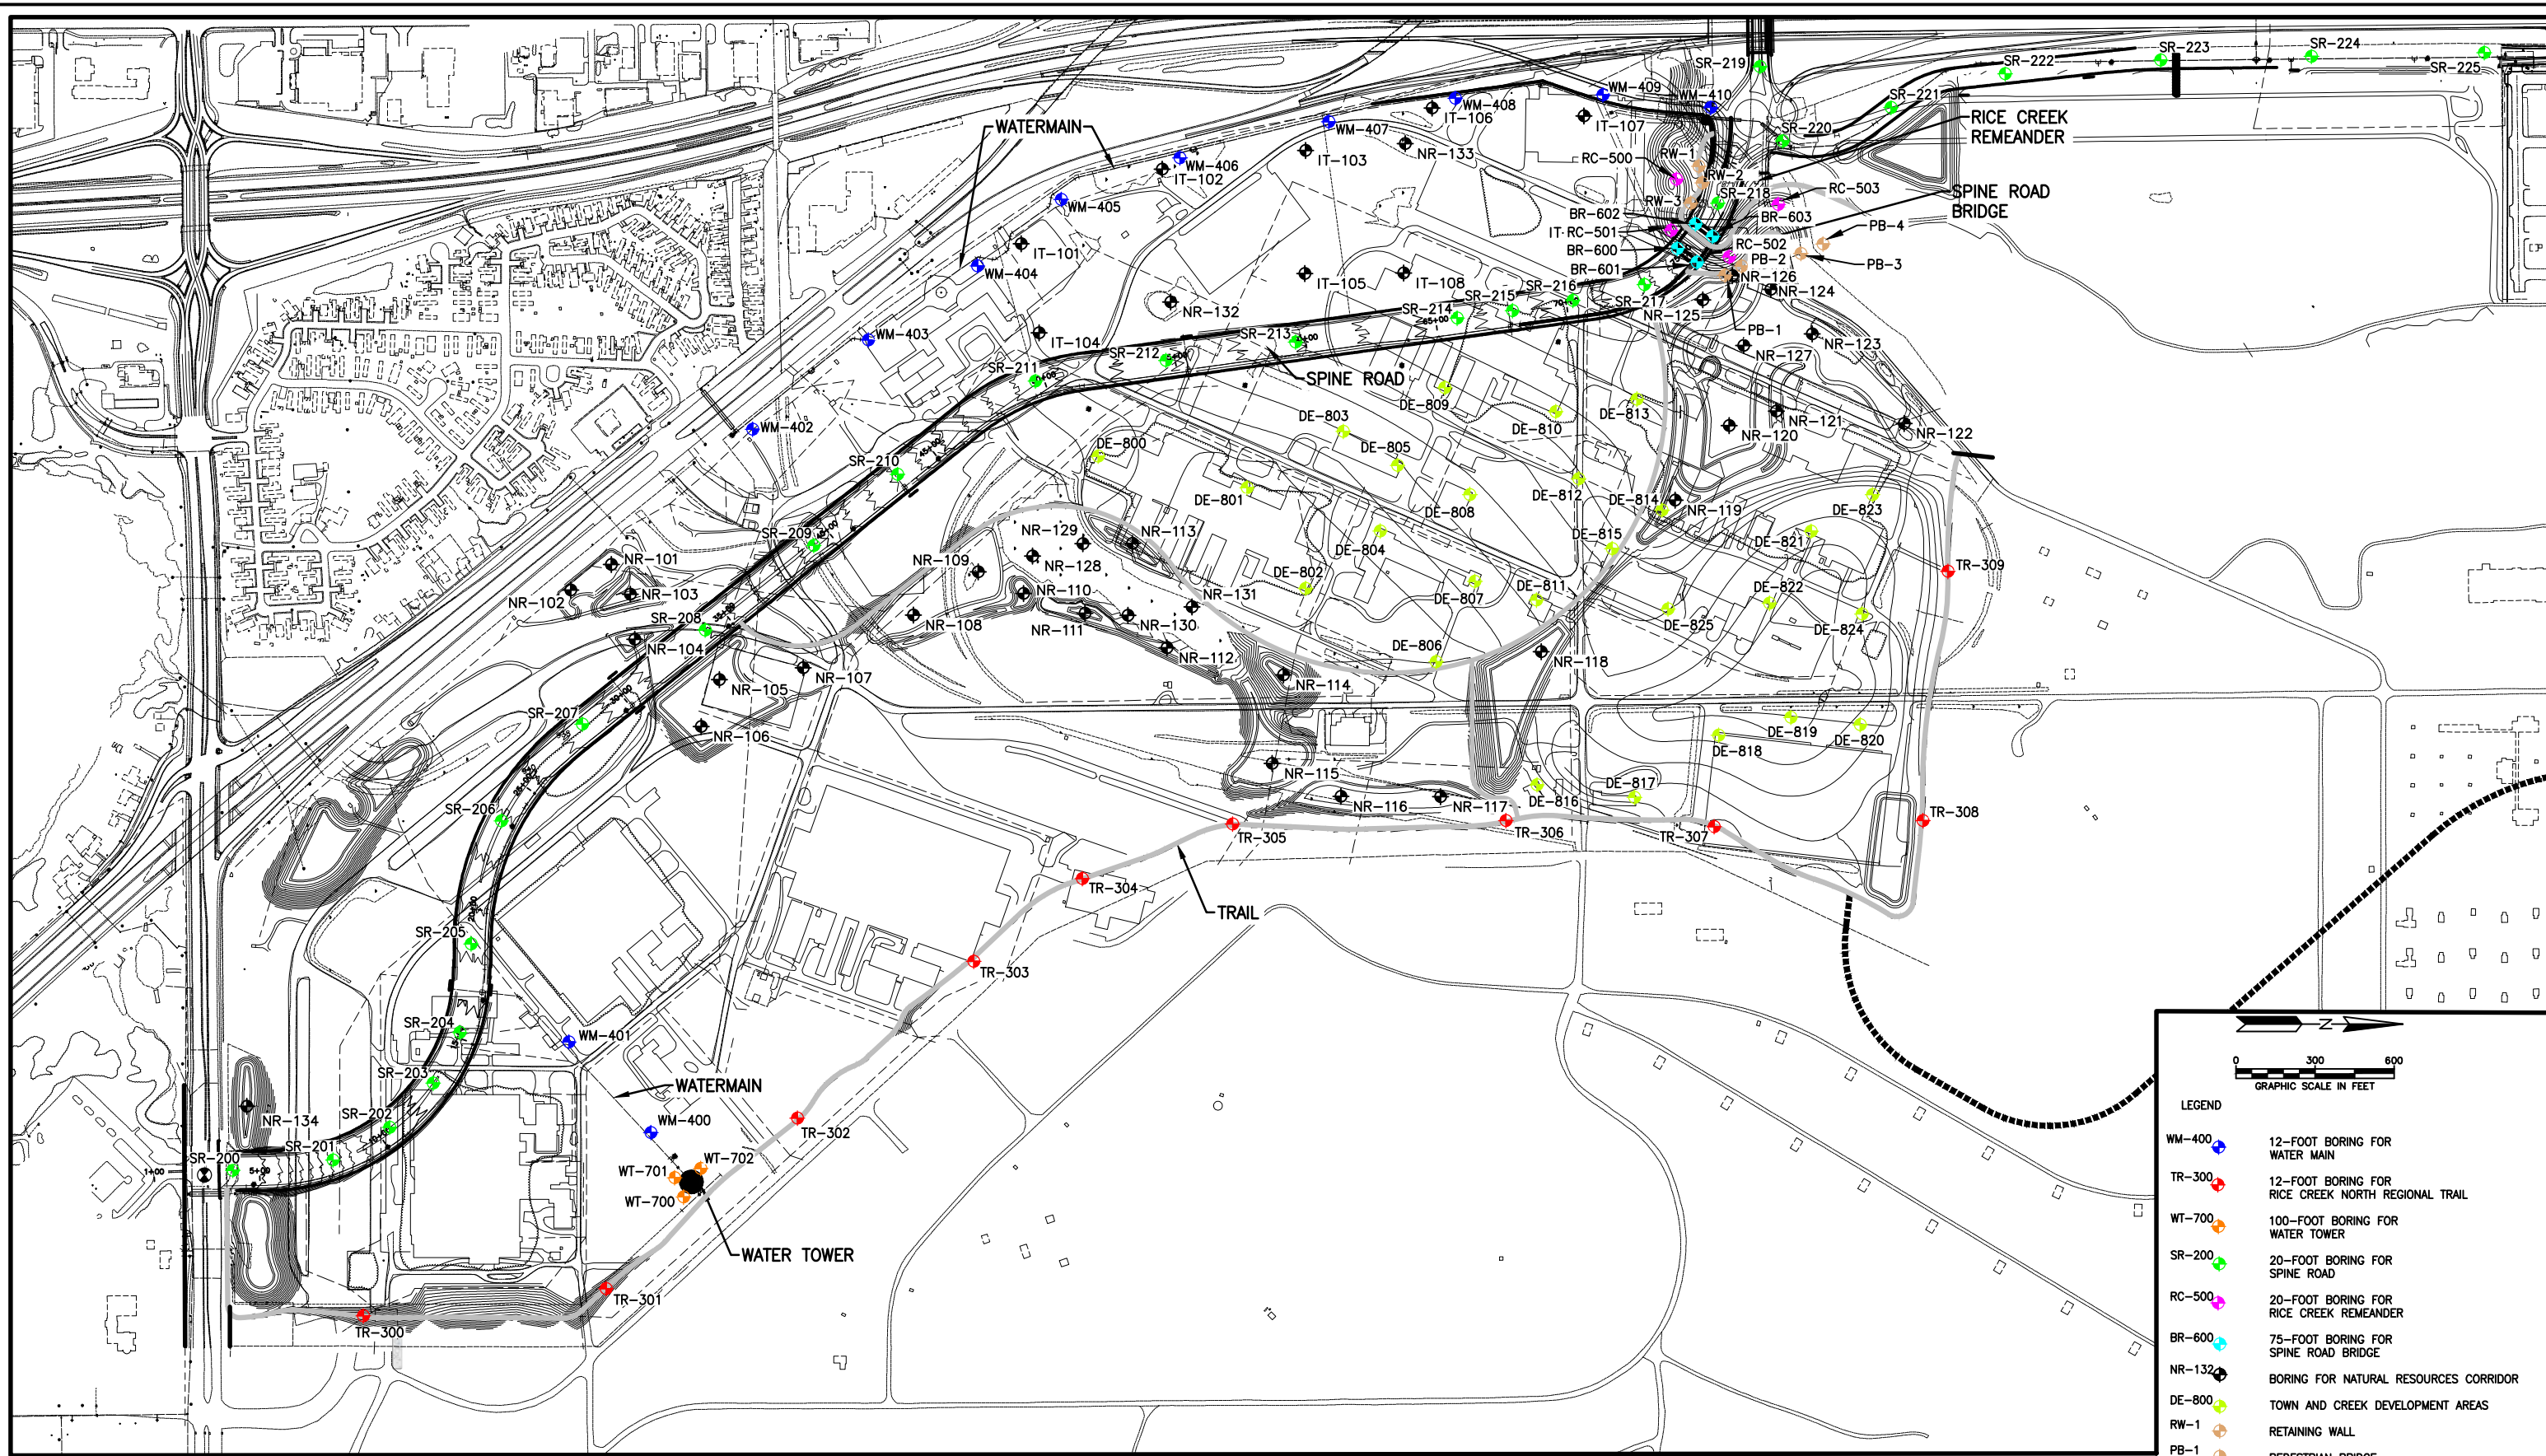 SR-219
SR-222
SR-223
SR-224
SR-225
WM-408
WM-409
WM-410
SR-221
IT-106
IT-107
WATERMAIN
WM-407
SR-220
RICE CREEK
REMEANDER
NR-133
IT-103
WM-406
IT-102
RC-500
RW-1
RW-2
SR-218
RC-503
SPINE ROAD
BRIDGE
WM-405
RW-3
BR-602
BR-603
PB-4
IT-101
IT-RC-501
RC-502
BR-600
PB-2
PB-3
WM-404
BR-601
NR-126
NR-124
IT-105
IT-108
SR-216
SR-217
SR-215
SR-214
NR-125
NR-132
PB-1
65+00
70+
WM-403
IT-104
SR-213
SR-212
NR-127
NR-123
SR-211
SPINE ROAD
DE-809
DE-813
DE-803
DE-810
NR-121
NR-120
NR-122
WM-402
DE-800
DE-805
SR-210
45+00
DE-801
DE-808
DE-812
DE-814
NR-119
DE-823
SR-209
NR-129
NR-113
DE-804
DE-815
DE-821
NR-101
NR-109
NR-128
DE-802
TR-309
NR-102
NR-103
NR-110
NR-131
DE-807
DE-811
DE-822
SR-208
35+00
NR-108
NR-111
NR-130
DE-825
DE-824
NR-104
NR-112
DE-806
NR-118
NR-107
NR-105
NR-114
30+00
SR-207
NR-106
DE-818
DE-819
DE-820
NR-115
25+00
NR-116
NR-117
DE-816
DE-817
SR-206
TR-305
TR-306
TR-307
TR-308
TR-304
TRAIL
20+00
SR-205
TR-303
SR-204
WM-401
SR-203
WATERMAIN
NR-134
SR-202
WM-400
TR-302
SR-201
SR-200
1+00
5+00
WT-701
WT-702
WT-700
WATER TOWER
TR-301
TR-300
N
0 300 600
GRAPHIC SCALE IN FEET
LEGEND
WM-400 12-FOOT BORING FOR
WATER MAIN
TR-300 12-FOOT BORING FOR
RICE CREEK NORTH REGIONAL TRAIL
WT-700 100-FOOT BORING FOR
WATER TOWER
SR-200 20-FOOT BORING FOR
SPINE ROAD
RC-500 20-FOOT BORING FOR
RICE CREEK REMEANDER
BR-600 75-FOOT BORING FOR
SPINE ROAD BRIDGE
NR-132 BORING FOR NATURAL RESOURCES CORRIDOR
DE-800 TOWN AND CREEK DEVELOPMENT AREAS
RW-1 RETAINING WALL
PB-1 PEDESTRIAN BRIDGE